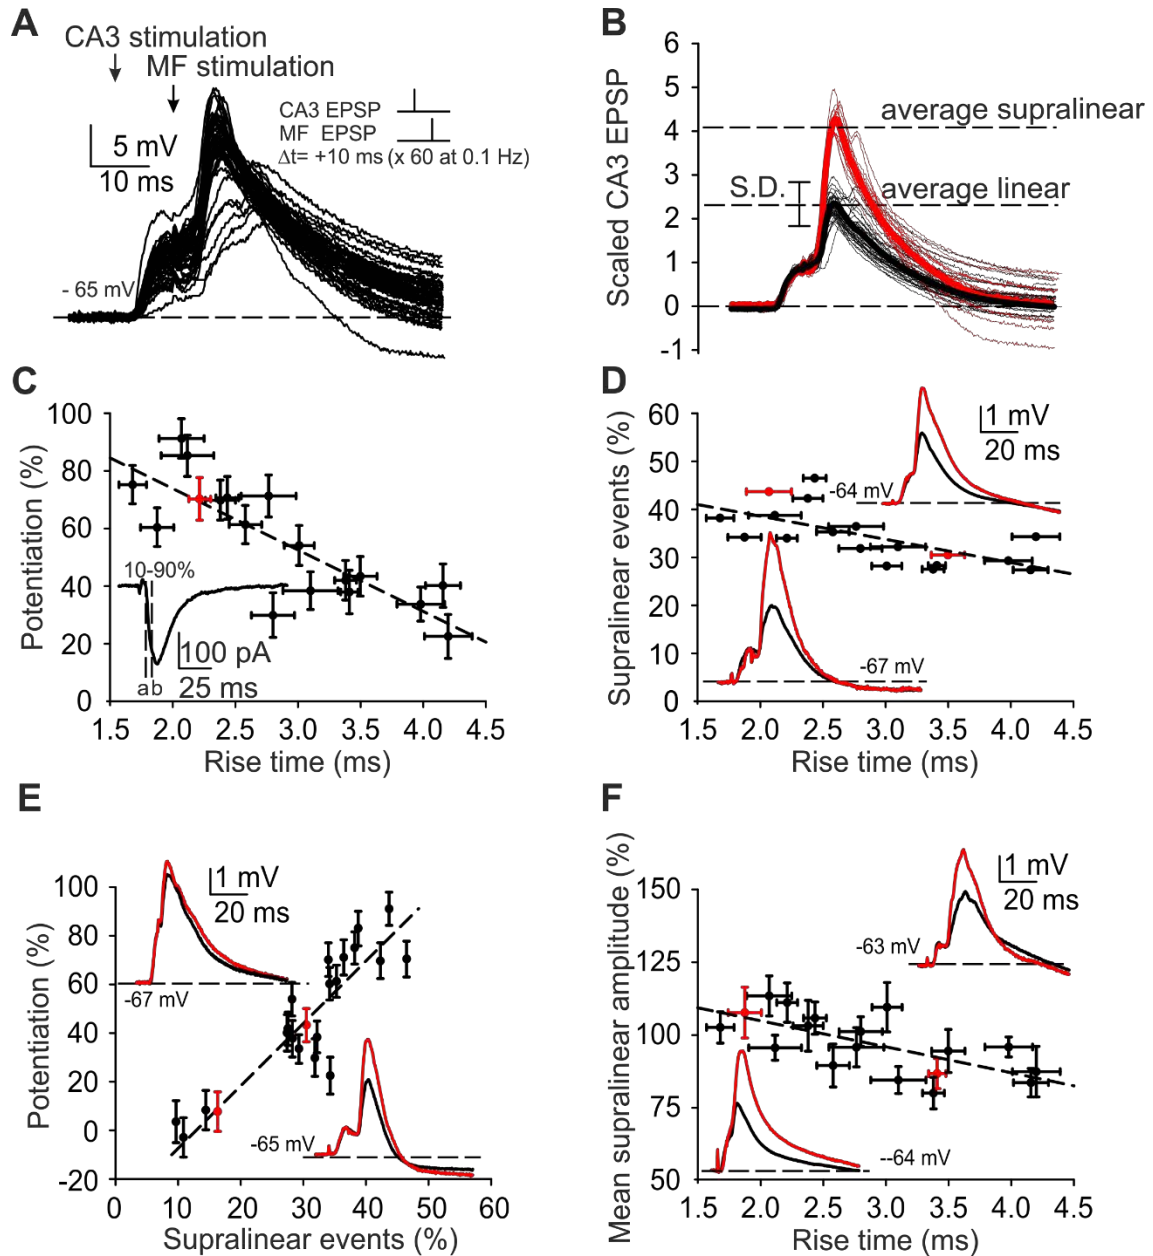 A
CA3 stimulation
MF stimulation
5 mV
10 ms
CA3 EPSP
MF EPSP
Δt= +10 ms (x 60 at 0.1 Hz)
- 65 mV
B
Scaled CA3 EPSP
6
5
4
3
2
1
0
-1
average supralinear
average linear
S.D.
C
Potentiation (%)
100
80
60
40
20
0
10-90%
100 pA
25 ms
ab
1.5 2.0 2.5 3.0 3.5 4.0 4.5
Rise time (ms)
D
Supralinear events (%)
60
50
40
30
20
10
0
1 mV
20 ms
-64 mV
-67 mV
1.5 2.0 2.5 3.0 3.5 4.0 4.5
Rise time (ms)
E
Potentiation (%)
100
80
60
40
20
0
-20
1 mV
20 ms
-67 mV
-65 mV
0 10 20 30 40 50 60
Supralinear events (%)
F
Mean supralinear amplitude (%)
150
125
100
75
50
1 mV
20 ms
-63 mV
--64 mV
1.5 2.0 2.5 3.0 3.5 4.0 4.5
Rise time (ms)